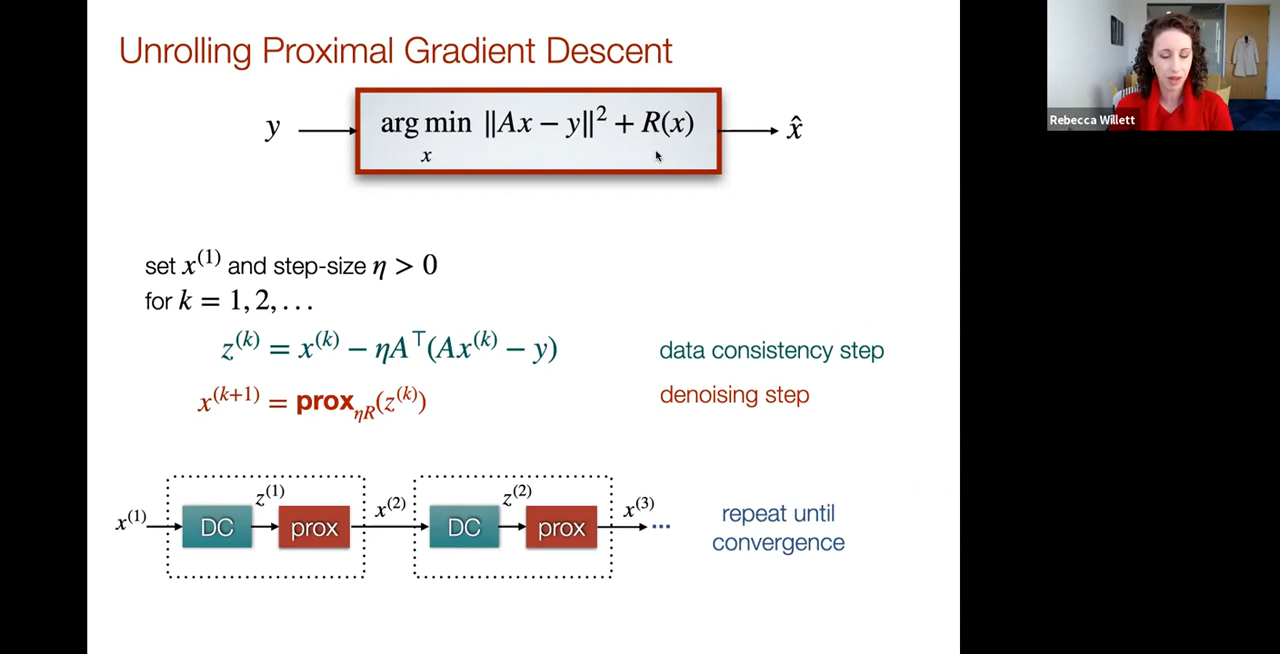 Unrolling Proximal Gradient Descent
y
arg min ||Ax − y||² + R(x)
x
x̂
Rebecca Willett
set x⁽¹⁾ and step-size η > 0
for k = 1, 2, . . .
z⁽ᵏ⁾ = x⁽ᵏ⁾ − ηA⊤(Ax⁽ᵏ⁾ − y) data consistency step
x⁽ᵏ⁺¹⁾ = prox_ηR(z⁽ᵏ⁾) denoising step
x⁽¹⁾ DC z⁽¹⁾ prox x⁽²⁾ DC z⁽²⁾ prox x⁽³⁾ ...
repeat until
convergence